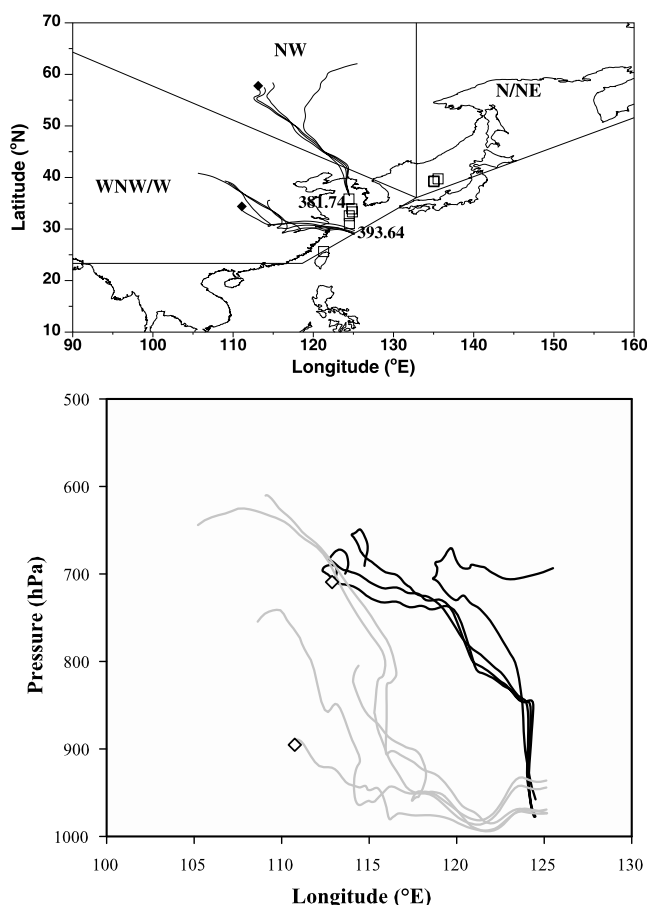 70
60
50
40
30
20
10
Latitude (°N)
NW
N/NE
WNW/W
381.74
393.64
90 100 110 120 130 140 150 160
Longitude (°E)
500
600
700
800
900
1000
Pressure (hPa)
100 105 110 115 120 125 130
Longitude (°E)